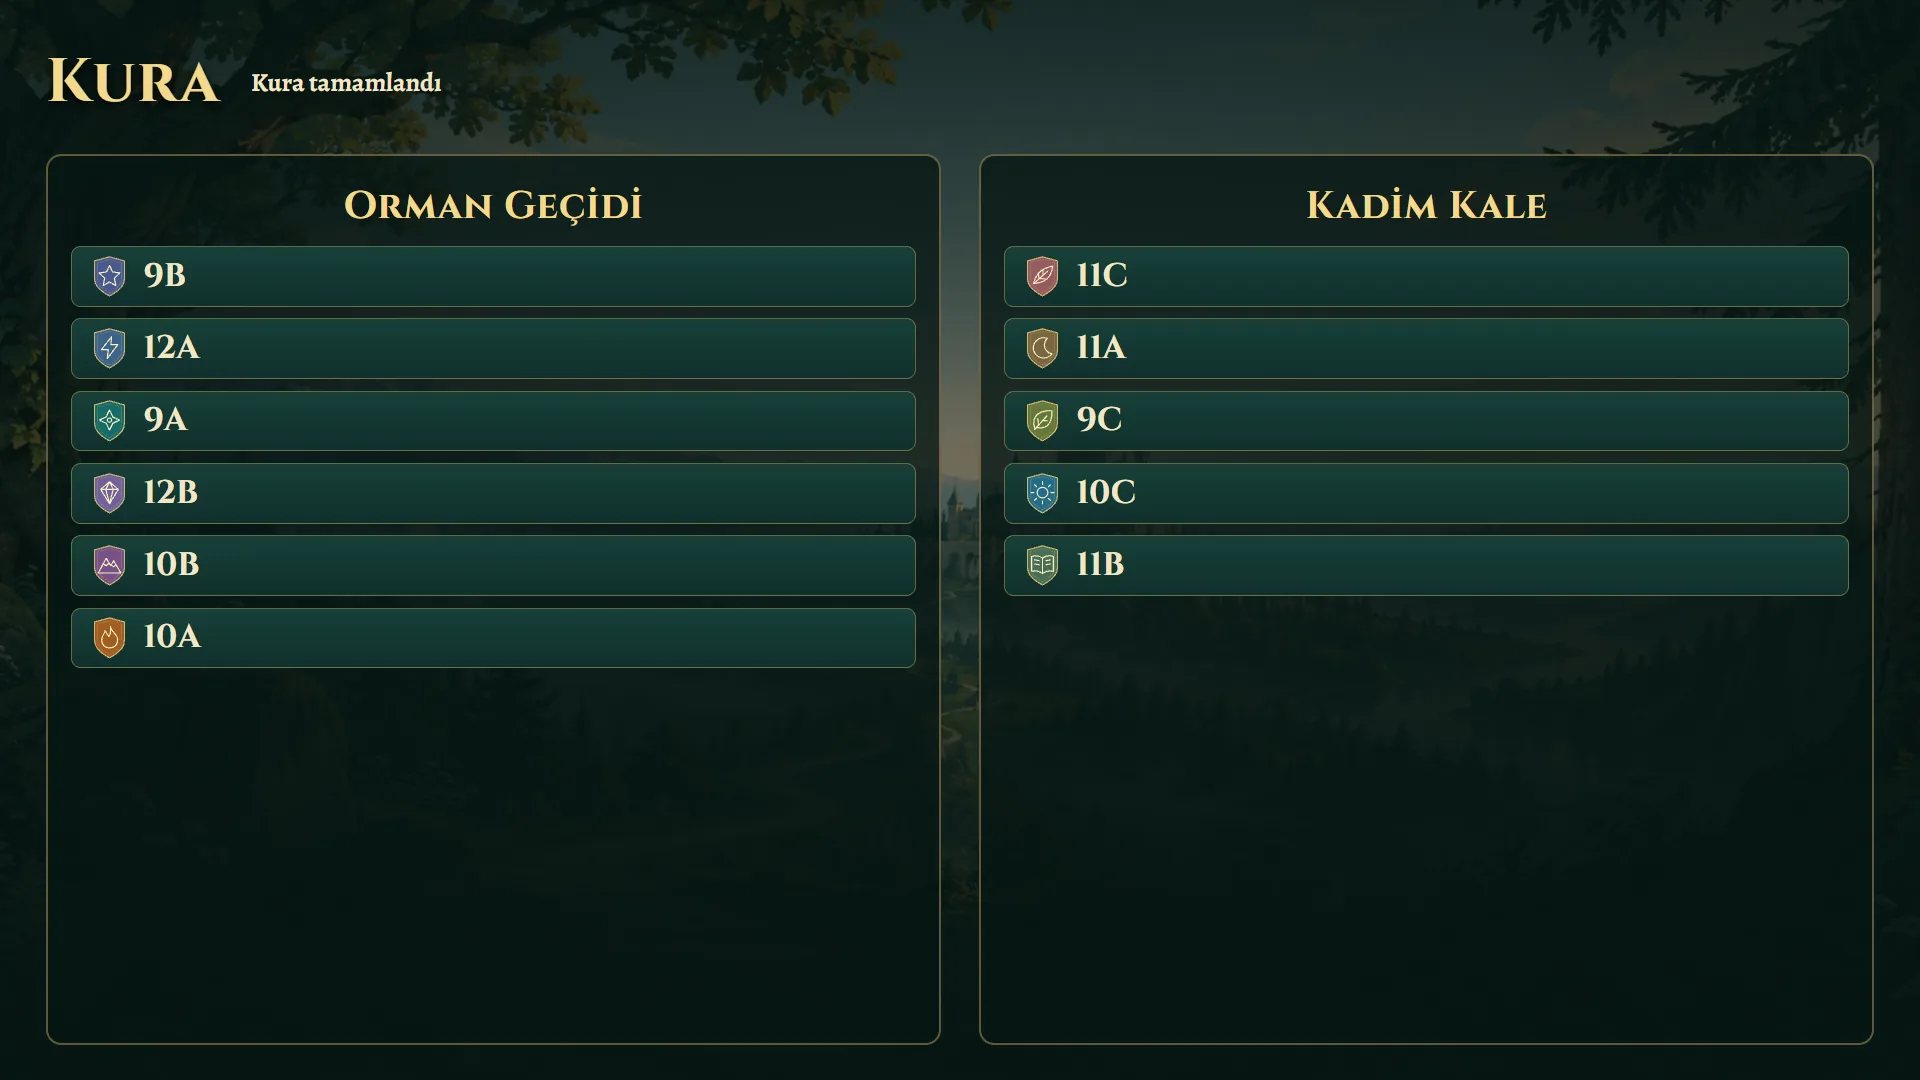 Kura
Kura tamamlandı
Orman Geçidi
9B
12A
9A
12B
10B
10A
Kadim Kale
11C
11A
9C
10C
11B